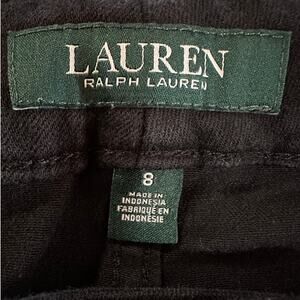 LAUREN
RALPH LAUREN
8
MADE IN
INDONESIA
FABRIQUÉ EN
INDONÉSIE